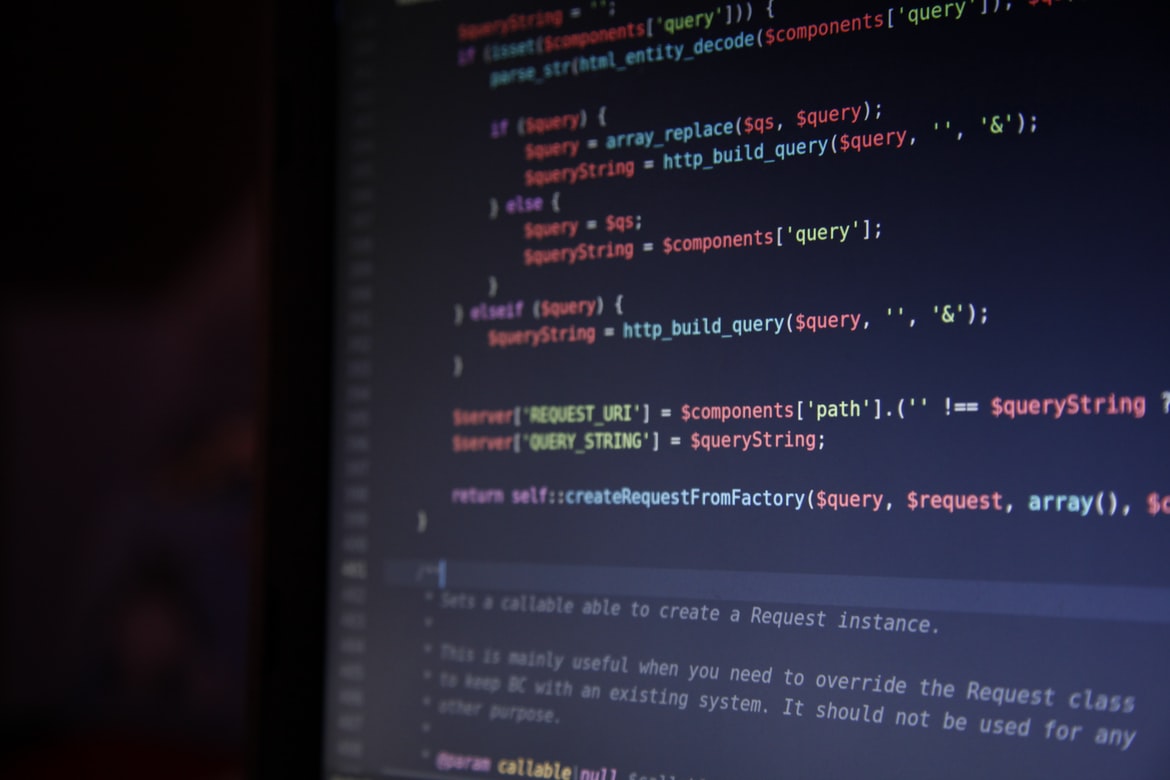 $queryString = '';
if (isset($components['query'])) {
parse_str(html_entity_decode($components['query']),
if ($query) {
$query = array_replace($qs, $query);
$queryString = http_build_query($query, '', '&');
} else {
$query = $qs;
$queryString = $components['query'];
}
} elseif ($query) {
$queryString = http_build_query($query, '', '&');
}
$server['REQUEST_URI'] = $components['path'].('' !== $queryString ?
$server['QUERY_STRING'] = $queryString;
return self::createRequestFromFactory($query, $request, array(), $c
}
/**
* Sets a callable able to create a Request instance.
*
* This is mainly useful when you need to override the Request class
* to keep BC with an existing system. It should not be used for any
* other purpose.
*
* @param callable|null